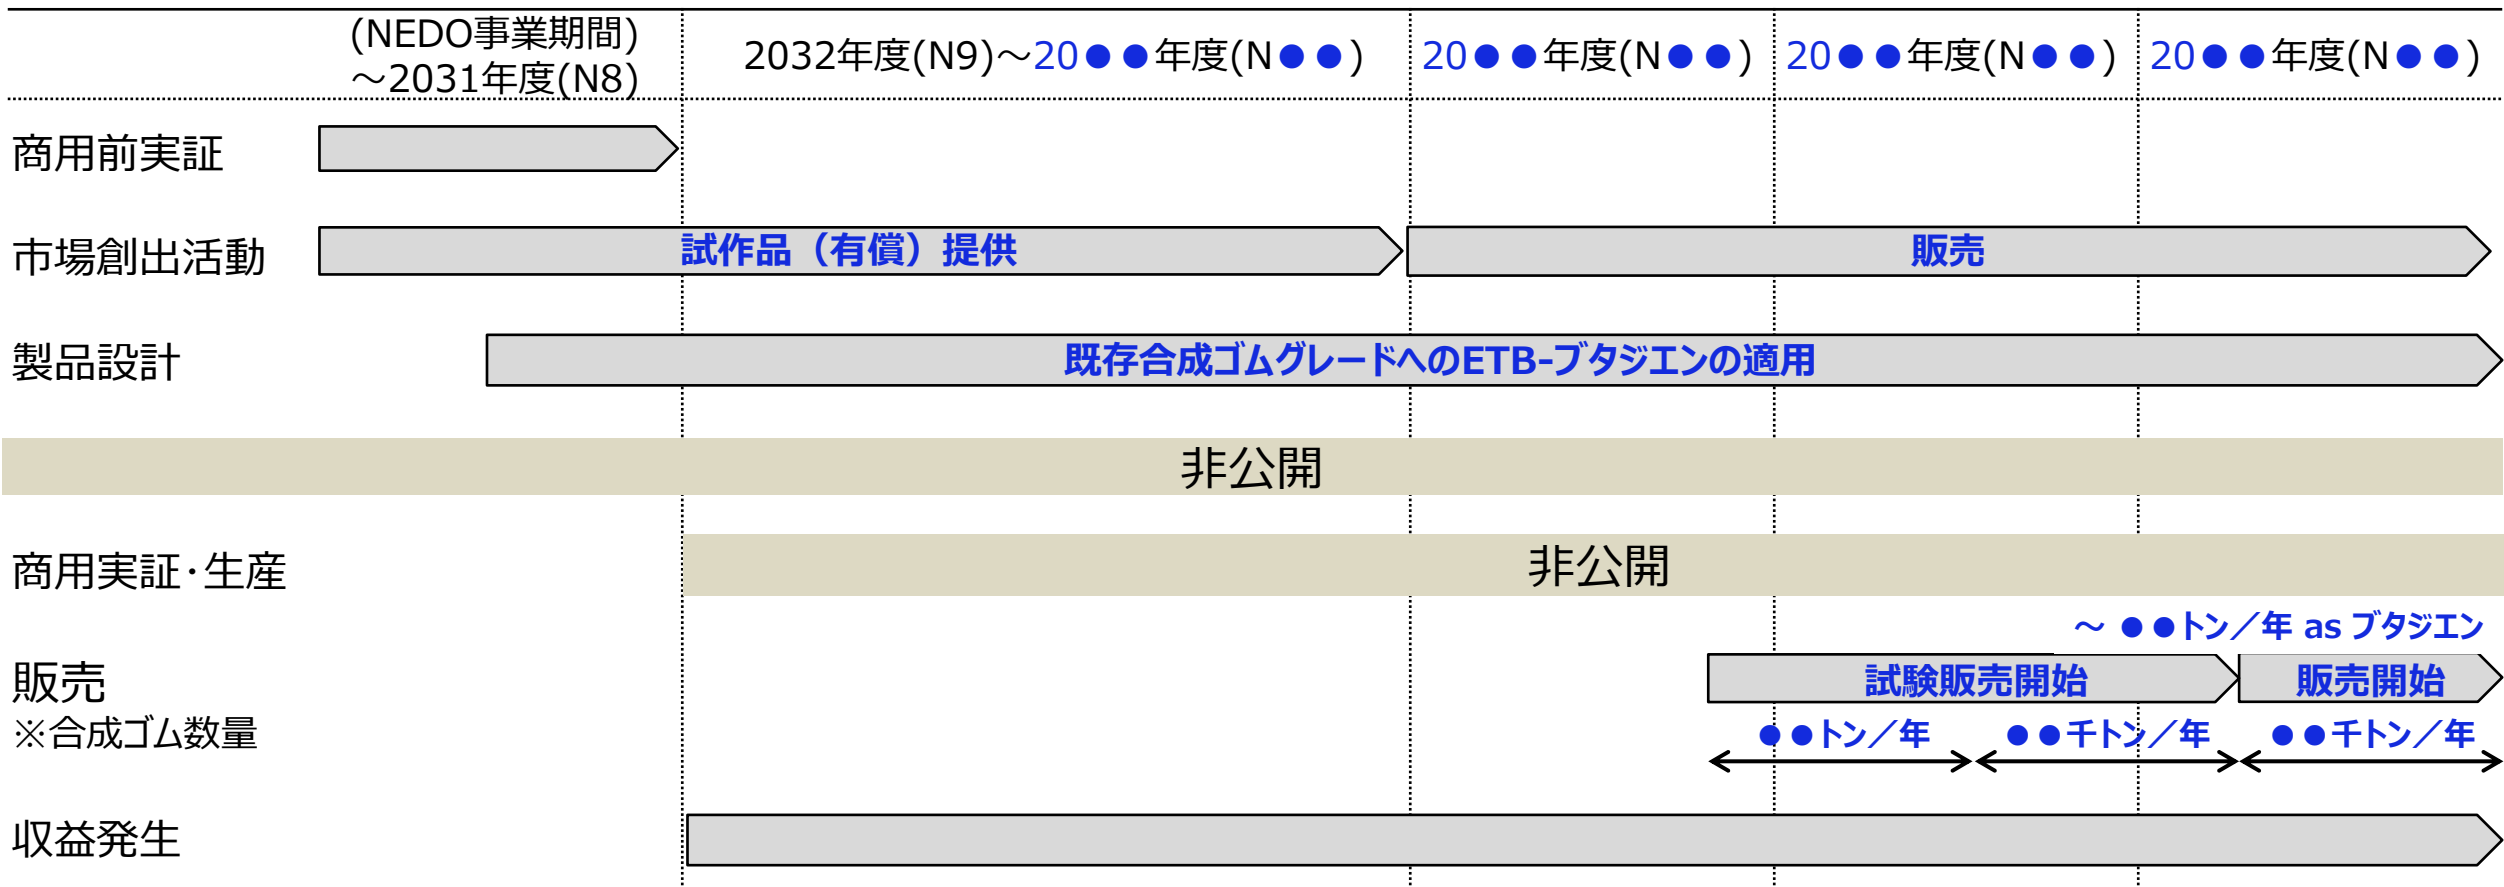 (NEDO事業期間)
～2031年度(N8)
2032年度(N9)～20●●年度(N●●)
20●●年度(N●●)
20●●年度(N●●)
20●●年度(N●●)
商用前実証
市場創出活動
試作品（有償）提供
販売
製品設計
既存合成ゴムグレードへのETB-ブタジエンの適用
非公開
商用実証･生産
非公開
～ ●●トン／年 as ブタジエン
販売
試験販売開始
販売開始
※合成ゴム数量
●●トン／年
●●千トン／年
●●千トン／年
収益発生